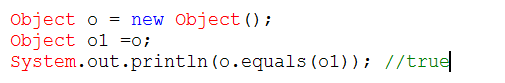 Object o = new Object();
Object o1 =o;
System.out.println(o.equals(o1)); //true